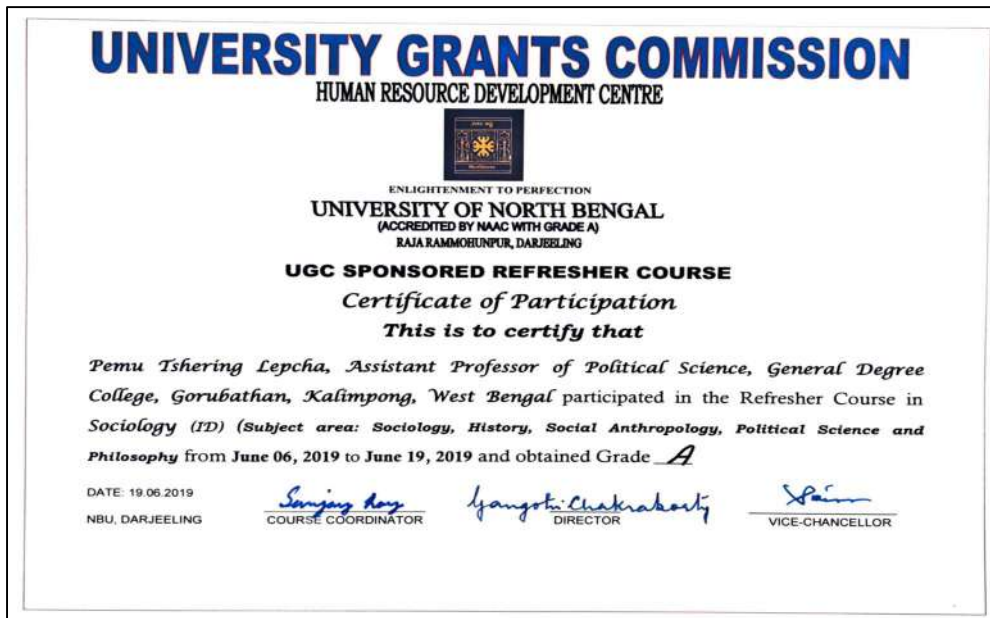 UNIVERSITY GRANTS COMMISSION
HUMAN RESOURCE DEVELOPMENT CENTRE
ENLIGHTENMENT TO PERFECTION
UNIVERSITY OF NORTH BENGAL
(ACCREDITED BY NAAC WITH GRADE A)
RAJA RAMMOHUNPUR, DARJEELING
UGC SPONSORED REFRESHER COURSE
Certificate of Participation
This is to certify that
Pemu Tshering Lepcha, Assistant Professor of Political Science, General Degree
College, Gorubathan, Kalimpong, West Bengal participated in the Refresher Course in
Sociology (ID) (Subject area: Sociology, History, Social Anthropology, Political Science and
Philosophy from June 06, 2019 to June 19, 2019 and obtained Grade A
DATE: 19.06.2019
NBU, DARJEELING
Sanjay Roy
COURSE COORDINATOR
Gangotri Chakraborty
DIRECTOR
VICE-CHANCELLOR